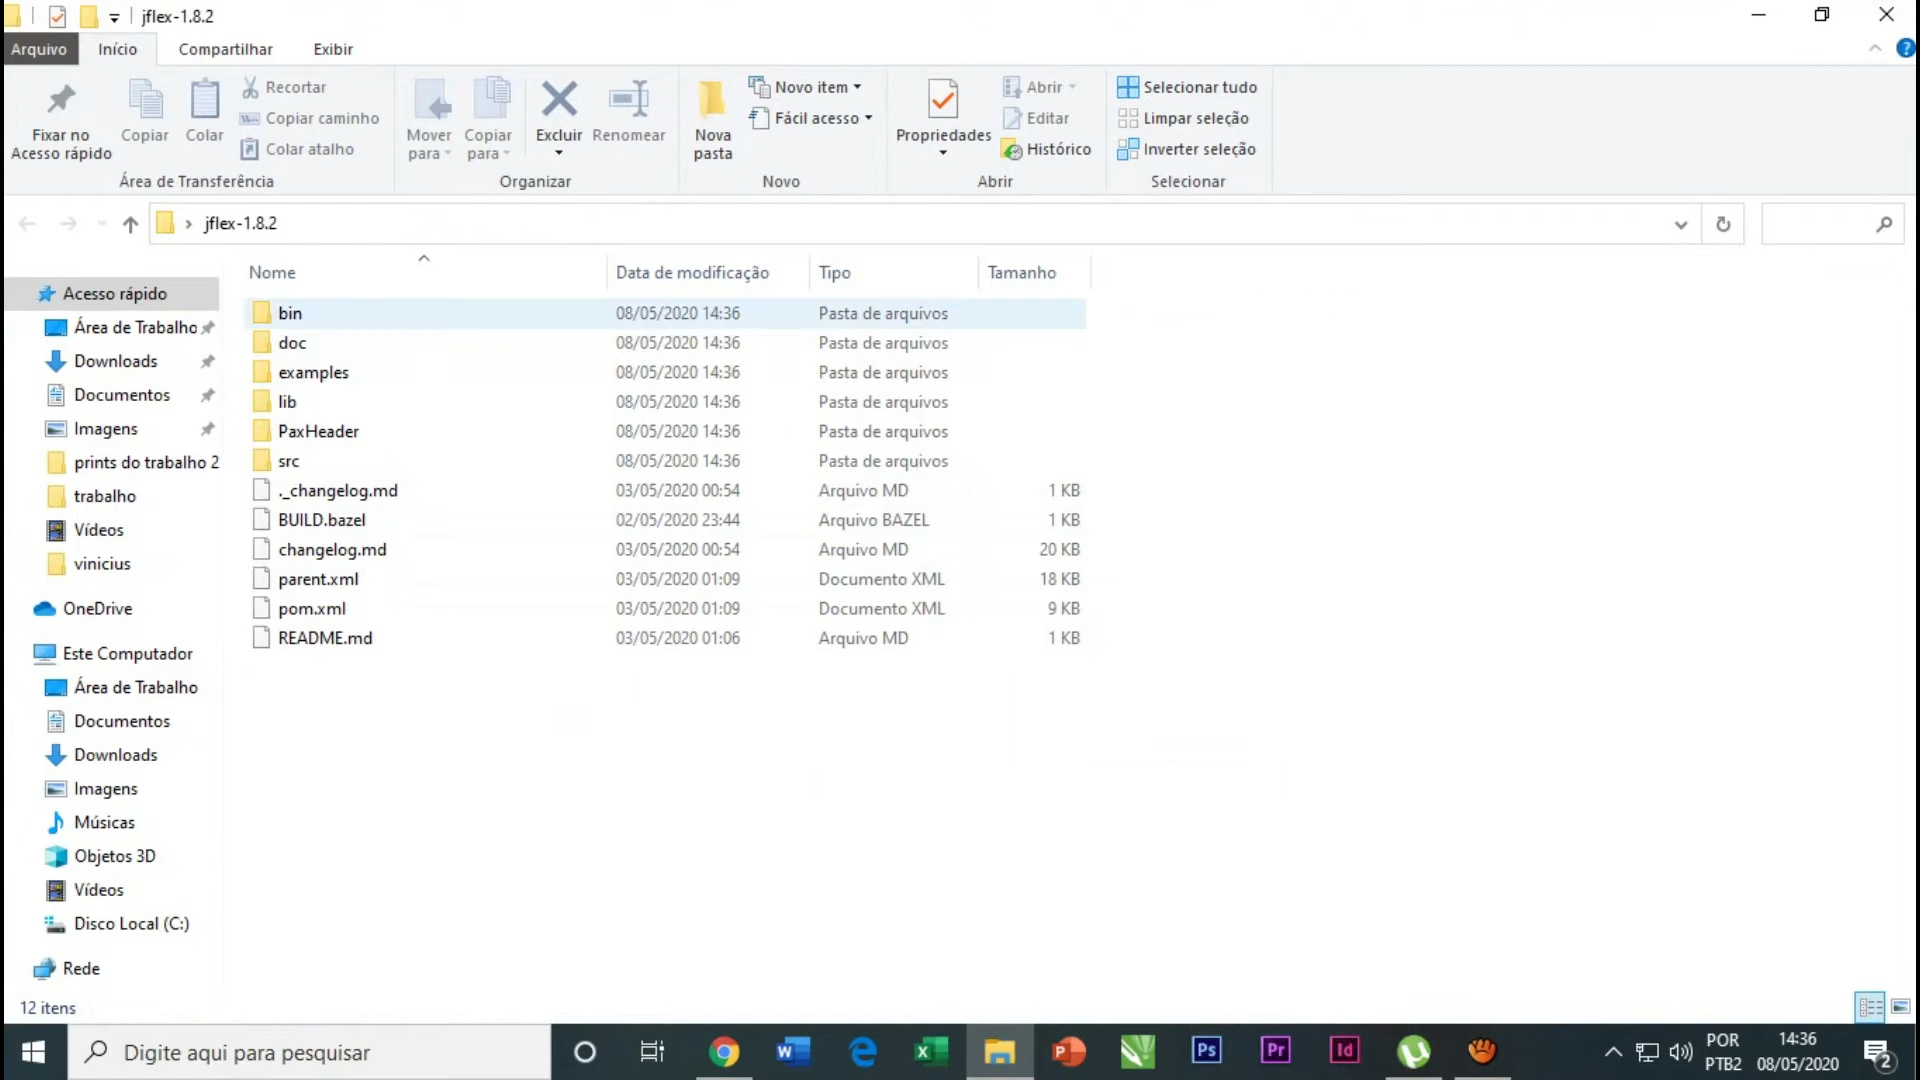 jflex-1.8.2
Arquivo Início Compartilhar Exibir
Fixar no Acesso rápido
Copiar
Colar
Recortar
Copiar caminho
Colar atalho
Área de Transferência
Mover para
Copiar para
Excluir
Renomear
Organizar
Nova pasta
Novo item
Fácil acesso
Novo
Propriedades
Abrir
Editar
Histórico
Abrir
Selecionar tudo
Limpar seleção
Inverter seleção
Selecionar
jflex-1.8.2
Acesso rápido
Área de Trabalho
Downloads
Documentos
Imagens
prints do trabalho 2
trabalho
Vídeos
vinicius
OneDrive
Este Computador
Área de Trabalho
Documentos
Downloads
Imagens
Músicas
Objetos 3D
Vídeos
Disco Local (C:)
Rede
Nome Data de modificação Tipo Tamanho
bin 08/05/2020 14:36 Pasta de arquivos
doc 08/05/2020 14:36 Pasta de arquivos
examples 08/05/2020 14:36 Pasta de arquivos
lib 08/05/2020 14:36 Pasta de arquivos
PaxHeader 08/05/2020 14:36 Pasta de arquivos
src 08/05/2020 14:36 Pasta de arquivos
._changelog.md 03/05/2020 00:54 Arquivo MD 1 KB
BUILD.bazel 02/05/2020 23:44 Arquivo BAZEL 1 KB
changelog.md 03/05/2020 00:54 Arquivo MD 20 KB
parent.xml 03/05/2020 01:09 Documento XML 18 KB
pom.xml 03/05/2020 01:09 Documento XML 9 KB
README.md 03/05/2020 01:06 Arquivo MD 1 KB
12 itens
Digite aqui para pesquisar
Ps
Pr
Id
POR
PTB2
14:36
08/05/2020
2